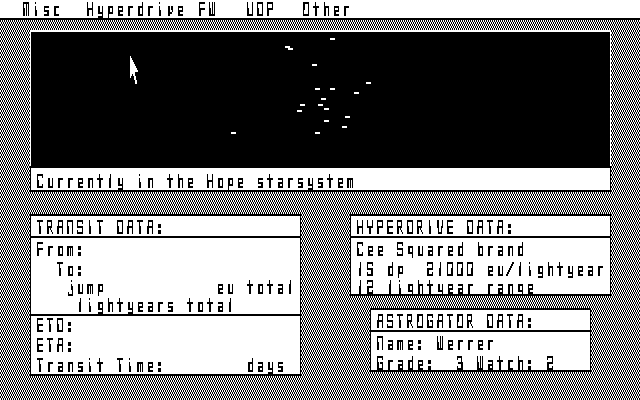 Misc Hyperdrive FW UOP Other
Currently in the Hope starsystem
TRANSIT DATA:
From:
To:
jump eu total
lightyears total
ETD:
ETA:
Transit Time: days
HYPERDRIVE DATA:
Cee Squared brand
15 dp 21000 eu/lightyear
12 lightyear range
ASTROGATOR DATA:
Name: Werrer
Grade: 3 Watch: 2